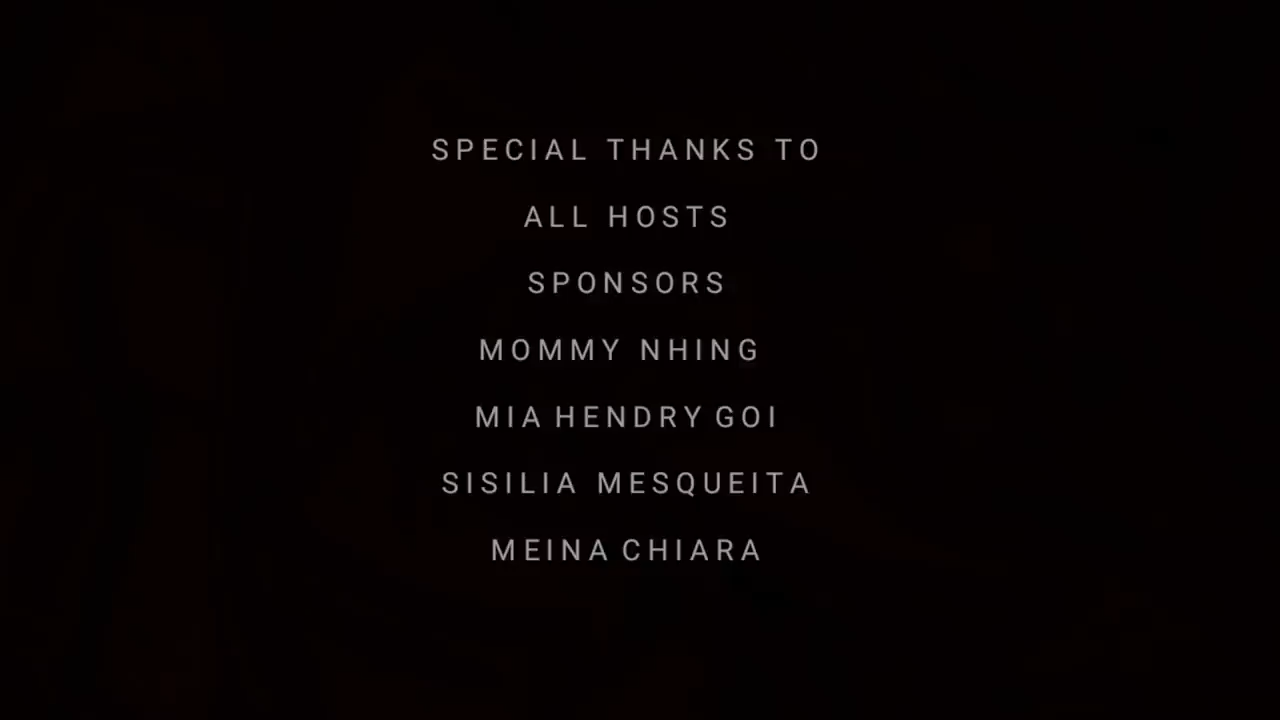 SPECIAL THANKS TO
ALL HOSTS
SPONSORS
MOMMY NHING
MIA HENDRY GOI
SISILIA MESQUEITA
MEINA CHIARA